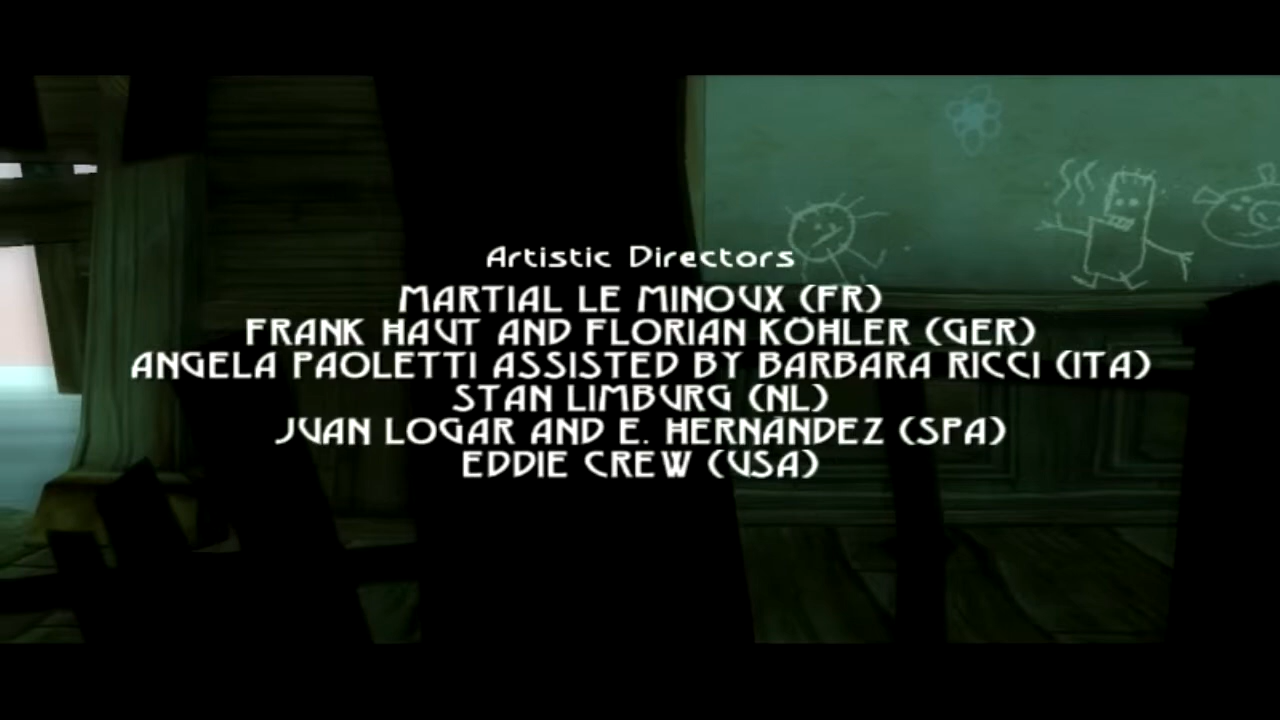 Artistic Directors
MARTIAL LE MINOUX (FR)
FRANK HAUT AND FLORIAN KÖHLER (GER)
ANGELA PAOLETTI ASSISTED BY BARBARA RICCI (ITA)
STAN LIMBURG (NL)
JUAN LOGAR AND E. HERNÀNDEZ (SPA)
EDDIE CREW (USA)